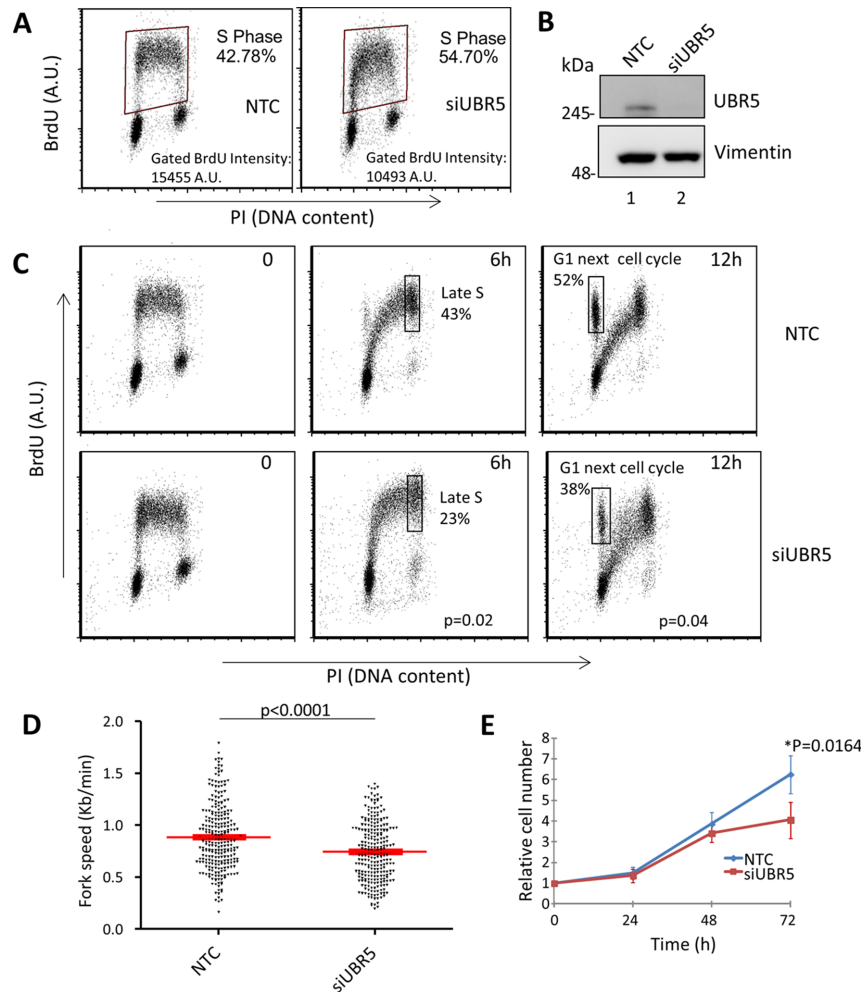 A
S Phase
42.78%
NTC
Gated BrdU Intensity:
15455 A.U.
S Phase
54.70%
siUBR5
Gated BrdU Intensity:
10493 A.U.
BrdU (A.U.)
PI (DNA content)
B
NTC
siUBR5
kDa
245-
UBR5
48-
Vimentin
1 2
C
0
6h
Late S
43%
G1 next cell cycle
52%
12h
NTC
0
6h
Late S
23%
p=0.02
G1 next cell cycle
38%
12h
p=0.04
siUBR5
BrdU (A.U.)
PI (DNA content)
D
p<0.0001
Fork speed (Kb/min)
2.0
1.5
1.0
0.5
0.0
NTC
siUBR5
E
*P=0.0164
Relative cell number
8
7
6
5
4
3
2
1
0
NTC
siUBR5
0 24 48 72
Time (h)